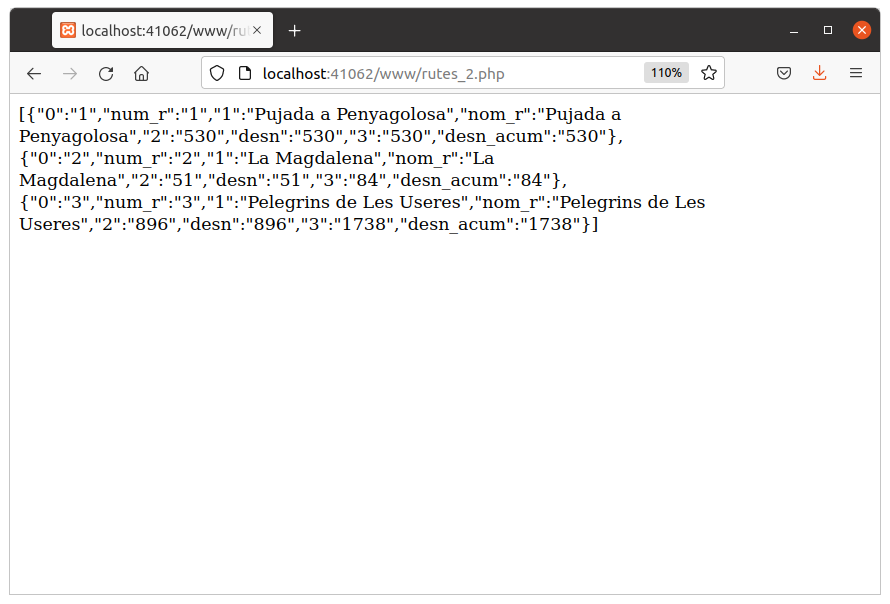 localhost:41062/www/rut
localhost:41062/www/rutes_2.php
110%
[{"0":"1","num_r":"1","1":"Pujada a Penyagolosa","nom_r":"Pujada a
Penyagolosa","2":"530","desn":"530","3":"530","desn_acum":"530"},
{"0":"2","num_r":"2","1":"La Magdalena","nom_r":"La
Magdalena","2":"51","desn":"51","3":"84","desn_acum":"84"},
{"0":"3","num_r":"3","1":"Pelegrins de Les Useres","nom_r":"Pelegrins de Les
Useres","2":"896","desn":"896","3":"1738","desn_acum":"1738"}]